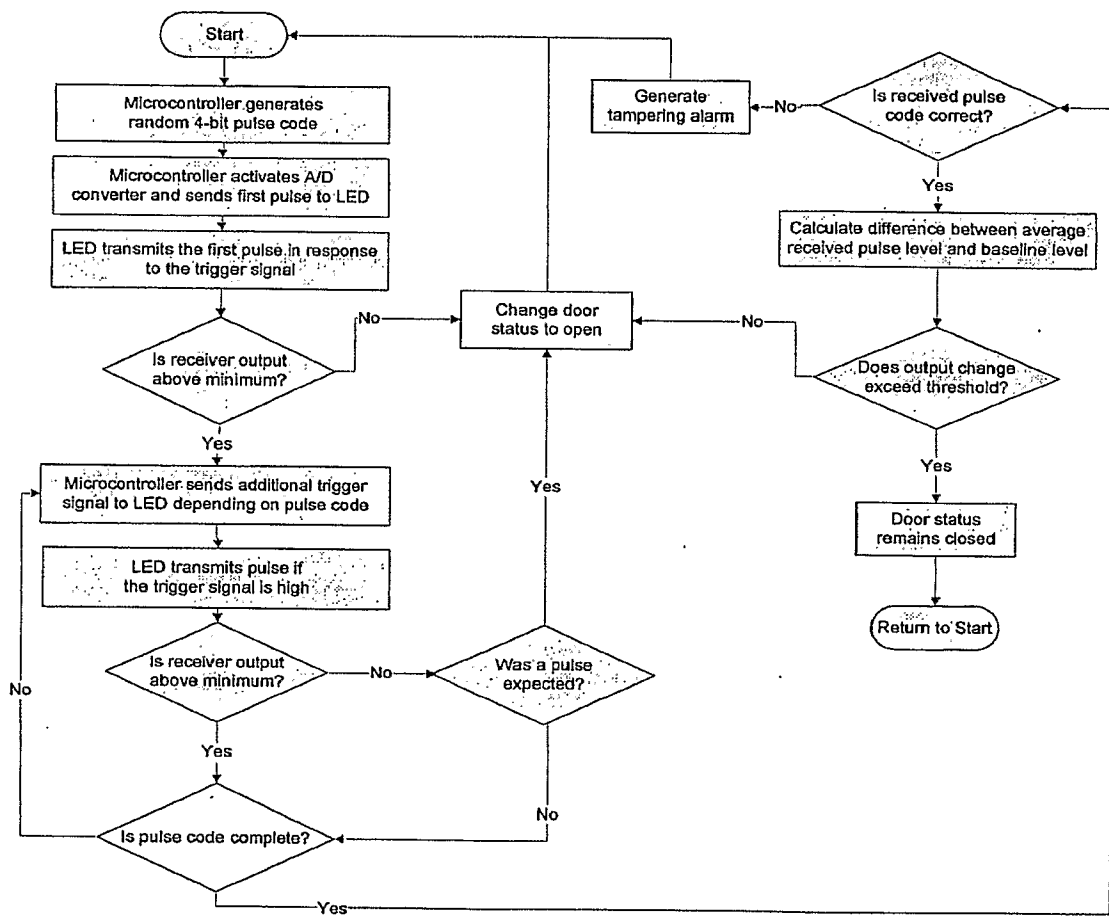 Start
Microcontroller generates
random 4-bit pulse code
Microcontroller activates A/D
converter and sends first pulse to LED
LED transmits the first pulse in response
to the trigger signal
Is receiver output
above minimum?
No
Yes
Microcontroller sends additional trigger
signal to LED depending on pulse code
LED transmits pulse if
the trigger signal is high
Is receiver output
above minimum?
No
Yes
Is pulse code complete?
No
Yes
Was a pulse
expected?
Yes
No
Change door
status to open
Generate
tampering alarm
No
Is received pulse
code correct?
Yes
Calculate difference between average
received pulse level and baseline level
Does output change
exceed threshold?
No
Yes
Door status
remains closed
Return to Start